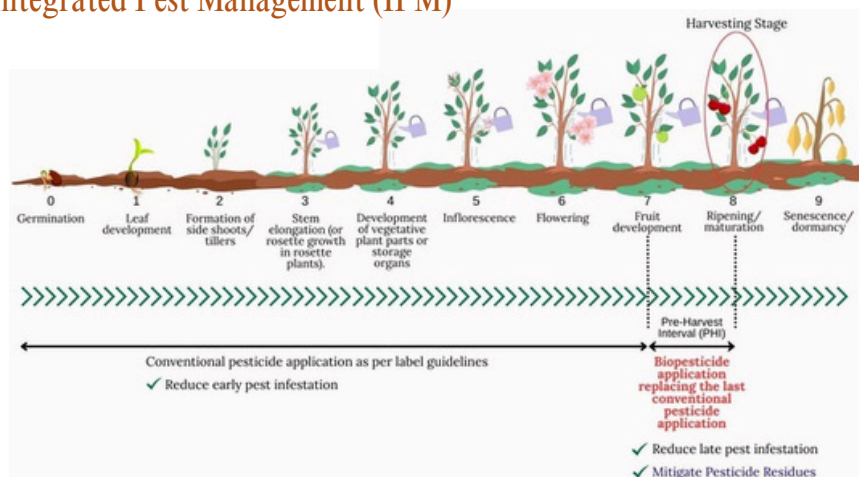 Integrated Pest Management (IPM)
Harvesting Stage
0
Germination
1
Leaf
development
2
Formation of
side shoots/
tillers
3
Stem
elongation (or
rosette growth
in rosette
plants).
4
Development
of vegetative
plant parts or
storage
organs
5
Inflorescence
6
Flowering
7
Fruit
development
8
Ripening/
maturation
9
Senescence/
dormancy
Pre-Harvest
Interval (PHI)
Conventional pesticide application as per label guidelines
Reduce early pest infestation
Biopesticide
application
replacing the last
conventional
pesticide
application
Reduce late pest infestation
Mitigate Pesticide Residues